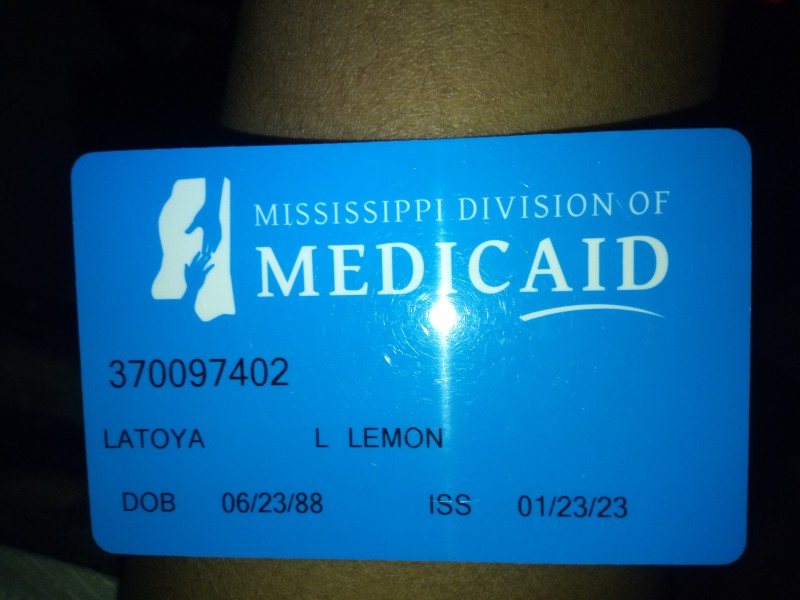 MISSISSIPPI DIVISION OF
MEDICAID
370097402
LATOYA L LEMON
DOB 06/23/88 ISS 01/23/23